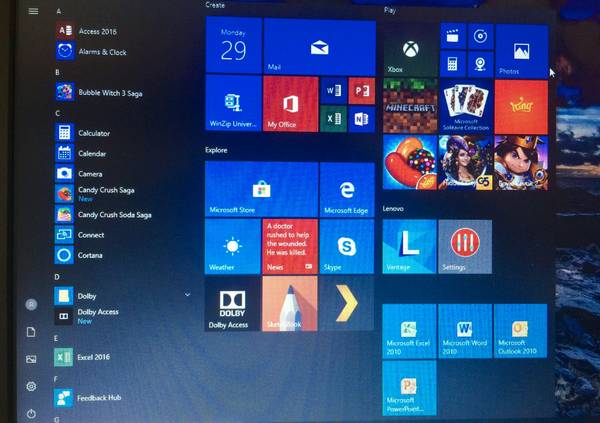 A
Access 2016
Alarms & Clock
B
Bubble Witch 3 Saga
C
Calculator
Calendar
Camera
Candy Crush Saga
New
Candy Crush Soda Saga
Connect
Cortana
D
Dolby
Dolby Access
New
E
Excel 2016
F
Feedback Hub
G
Create
Monday
29
Mail
WinZip Univer...
My Office
W
P
X
N
Explore
Microsoft Store
Microsoft Edge
Weather
A doctor
rushed to help
the wounded.
He was killed.
News
Skype
DOLBY
Dolby Access
Sketchbook
Play
Xbox
Photos
MINECRAFT
Microsoft
Solitaire Collection
King
G5
Lenovo
L
Vantage
Settings
Microsoft Excel
2010
Microsoft Word
2010
Microsoft Outlook
2010
Microsoft
PowerPoint...